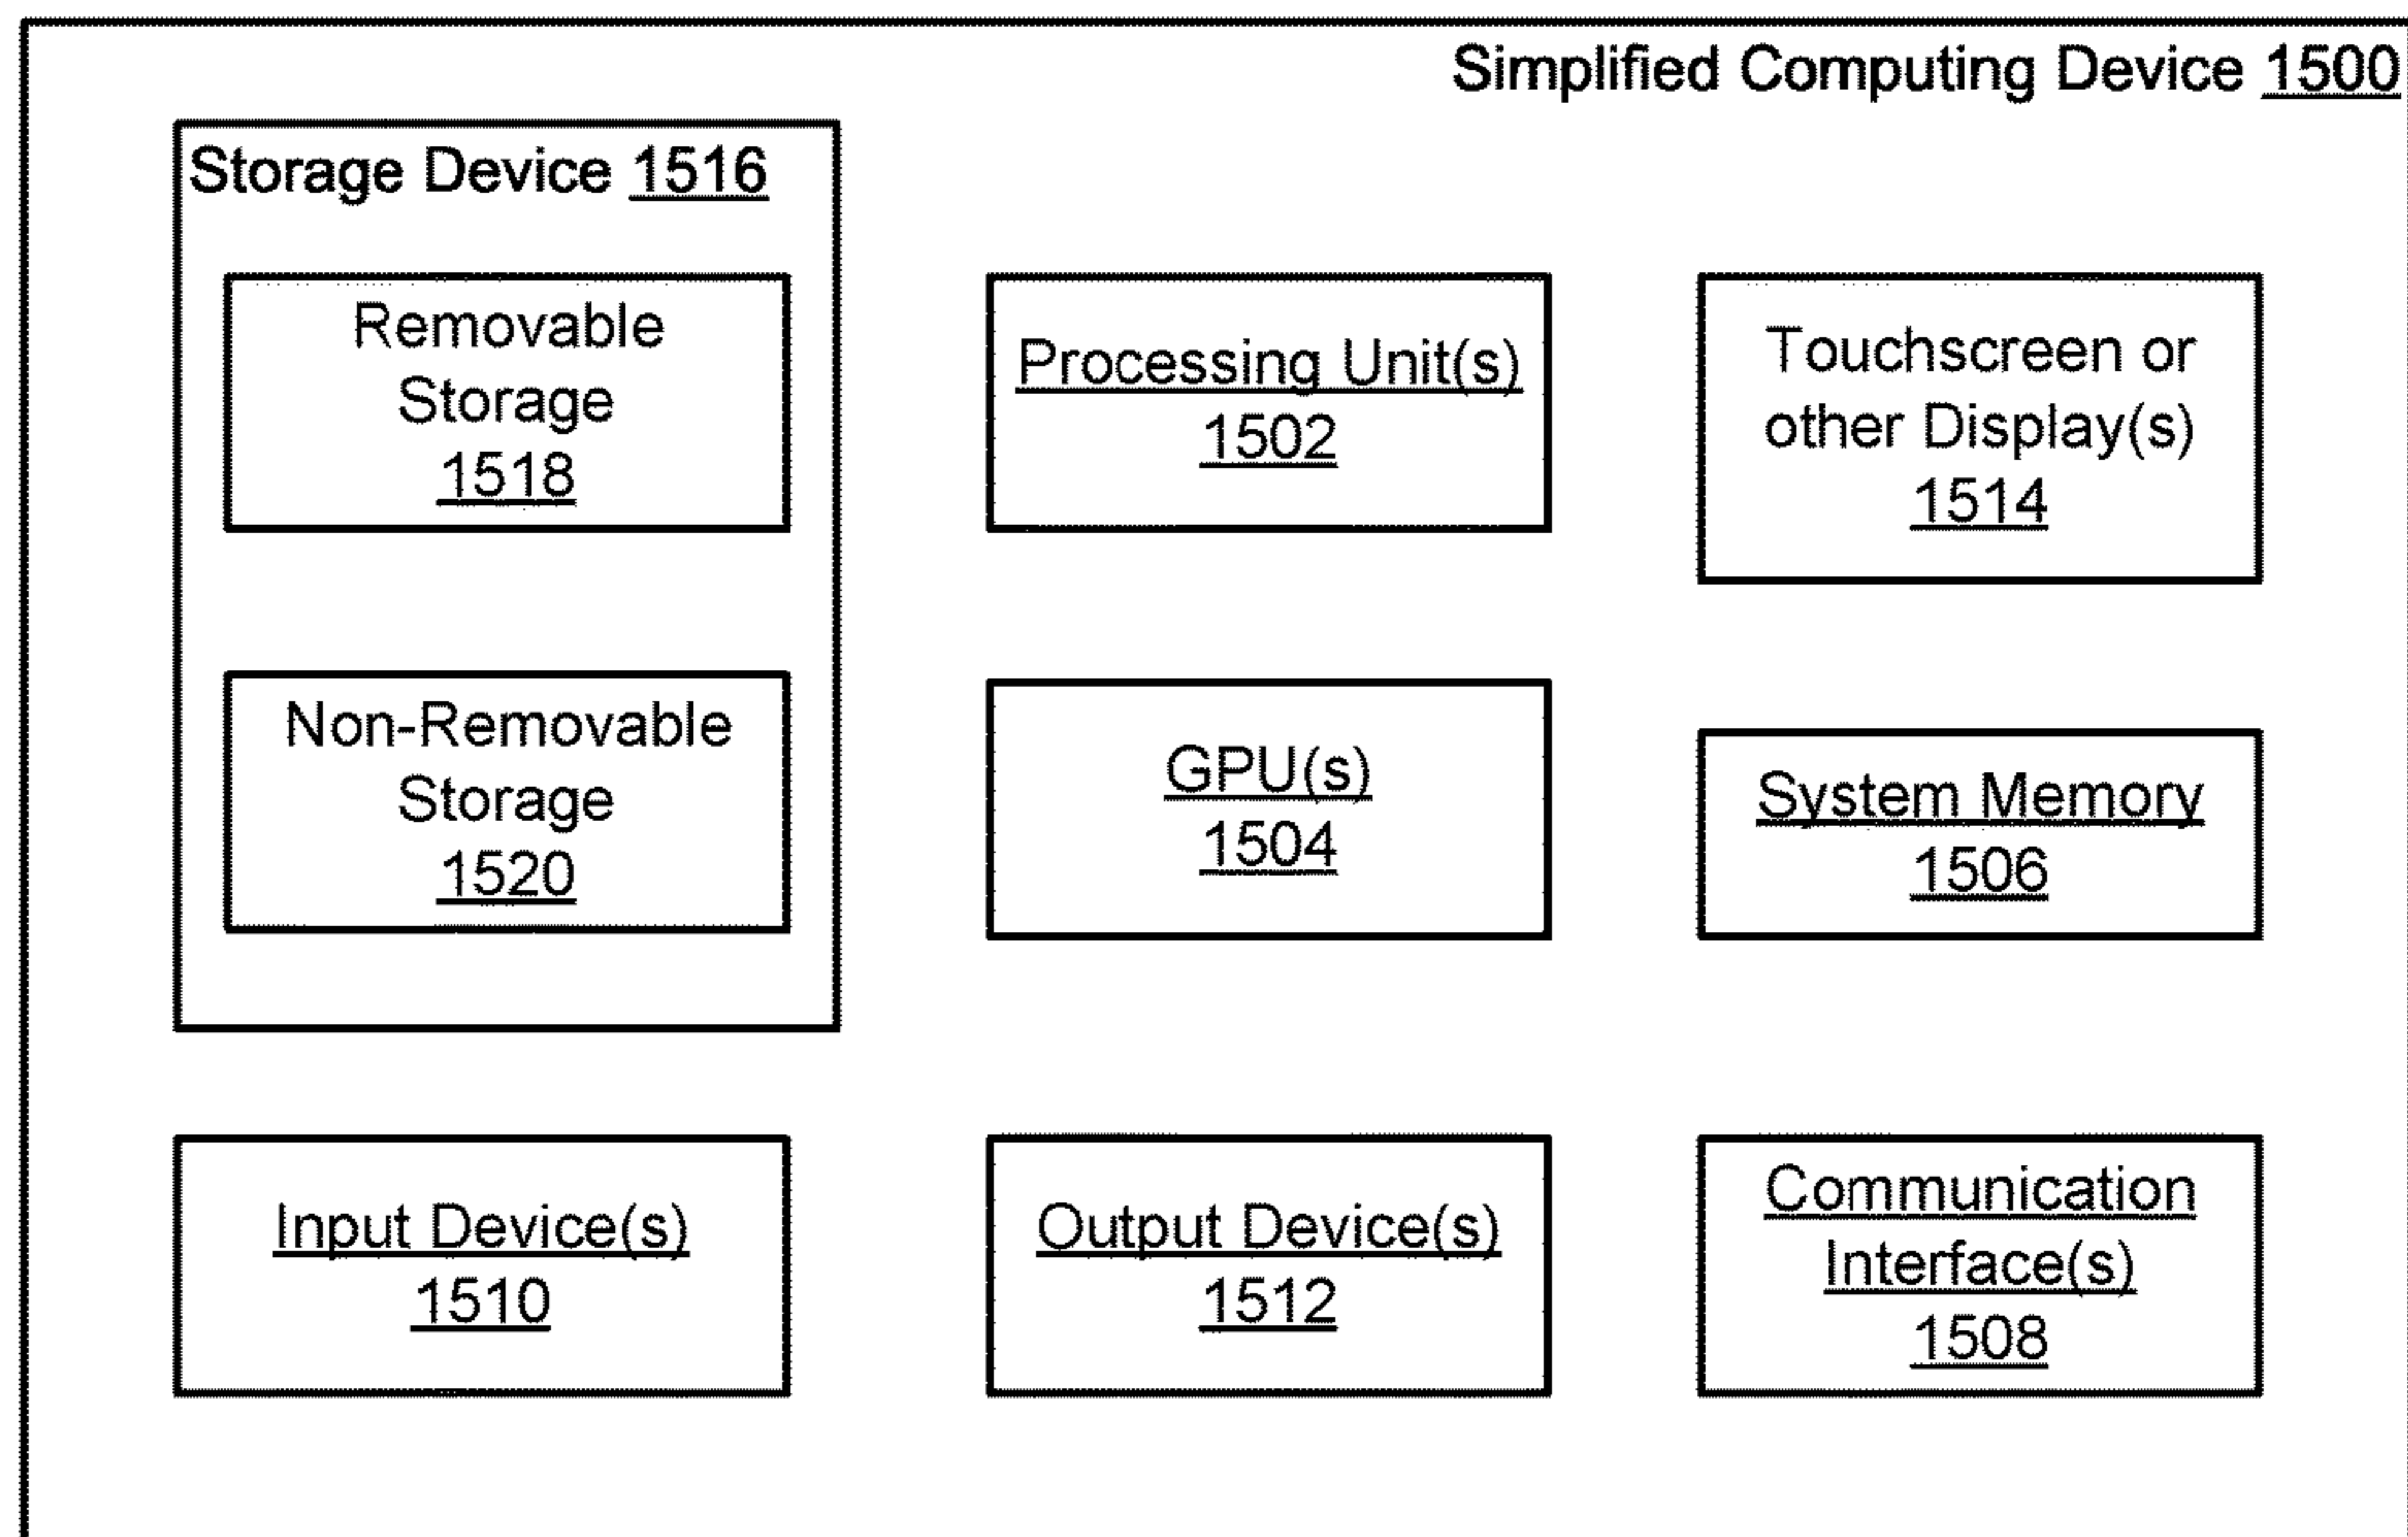 Simplified Computing Device 1500
Storage Device 1516
Removable
Storage
1518
Processing Unit(s)
1502
Touchscreen or
other Display(s)
1514
Non-Removable
Storage
1520
GPU(s)
1504
System Memory
1506
Input Device(s)
1510
Output Device(s)
1512
Communication
Interface(s)
1508